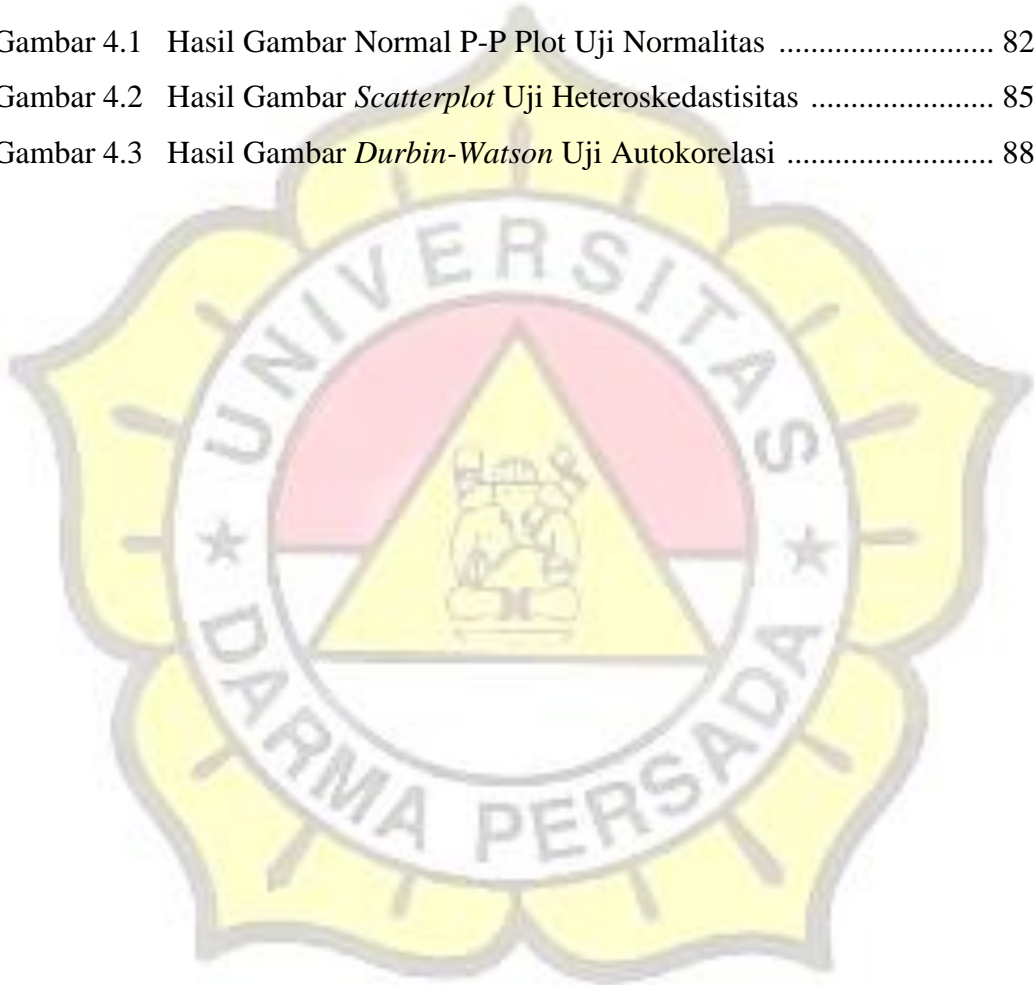 Gambar 4.1 Hasil Gambar Normal P-P Plot Uji Normalitas ........................... 82
Gambar 4.2 Hasil Gambar Scatterplot Uji Heteroskedastisitas ....................... 85
Gambar 4.3 Hasil Gambar Durbin-Watson Uji Autokorelasi .......................... 88
UNIVERSITAS
★ DARMA PERSADA ★